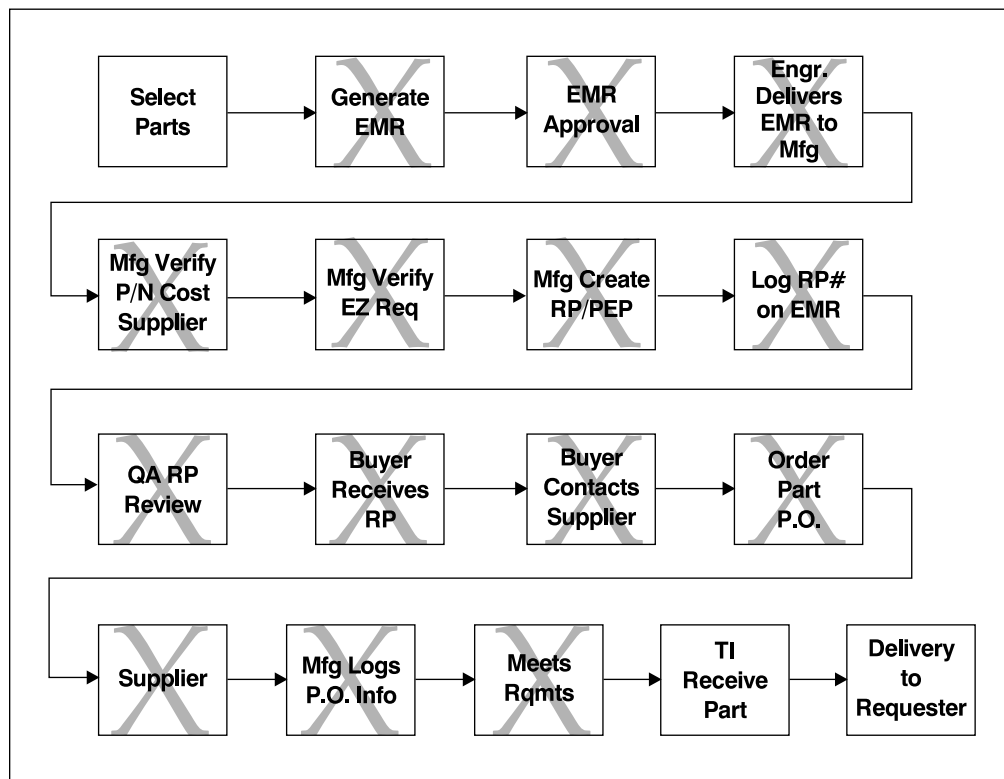 Select
Parts
Generate
EMR
EMR
Approval
Engr.
Delivers
EMR to
Mfg
Mfg Verify
P/N Cost
Supplier
Mfg Verify
EZ Req
Mfg Create
RP/PEP
Log RP#
on EMR
QA RP
Review
Buyer
Receives
RP
Buyer
Contacts
Supplier
Order
Part
P.O.
Supplier
Mfg Logs
P.O. Info
Meets
Rqmts
TI
Receive
Part
Delivery
to
Requester